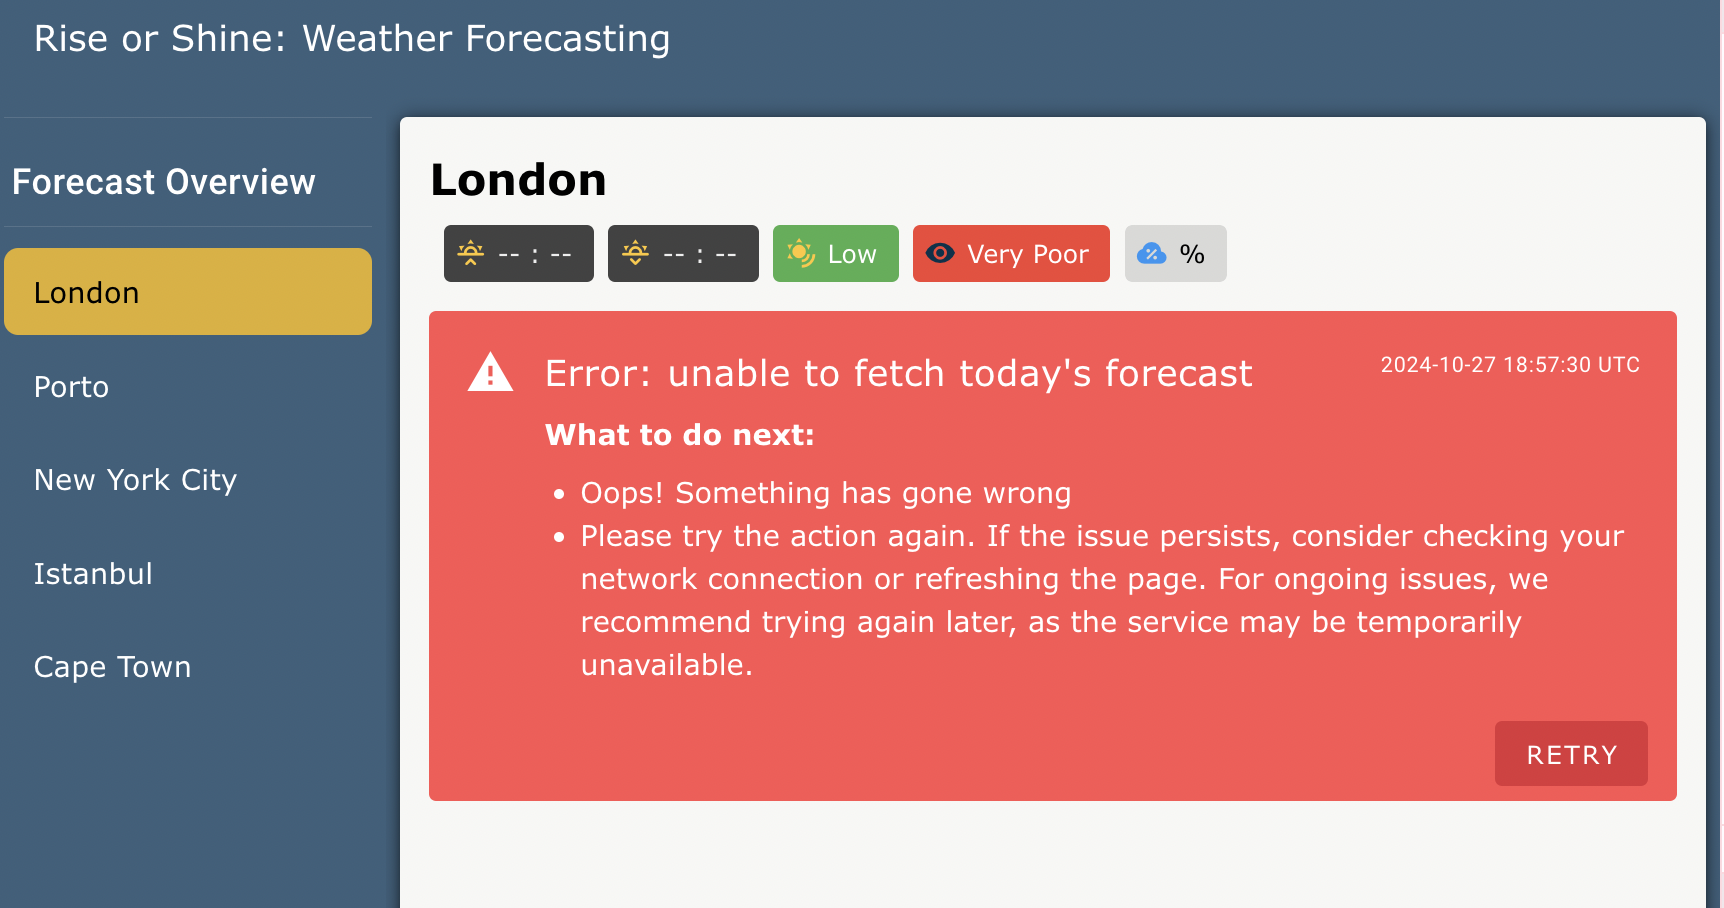 Rise or Shine: Weather Forecasting
Forecast Overview
London
Porto
New York City
Istanbul
Cape Town
London
-- : --
-- : --
Low
Very Poor
%
Error: unable to fetch today's forecast
2024-10-27 18:57:30 UTC
What to do next:
• Oops! Something has gone wrong
• Please try the action again. If the issue persists, consider checking your
network connection or refreshing the page. For ongoing issues, we
recommend trying again later, as the service may be temporarily
unavailable.
RETRY